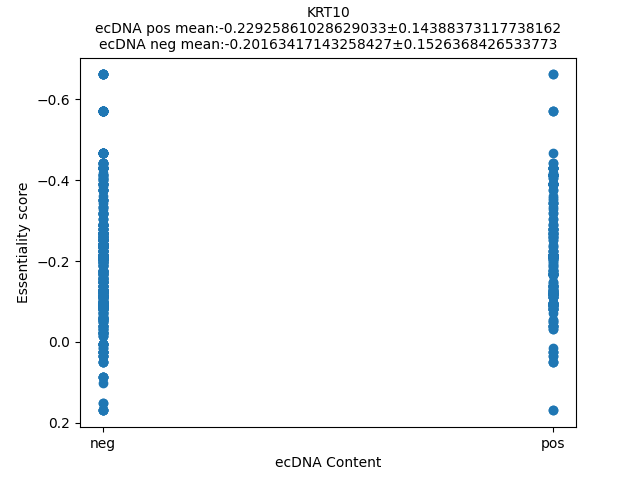 KRT10
ecDNA pos mean:-0.22925861028629033±0.14388373117738162
ecDNA neg mean:-0.20163417143258427±0.1526368426533773
−0.6
−0.4
−0.2
0.0
0.2
Essentiality score
neg
pos
ecDNA Content